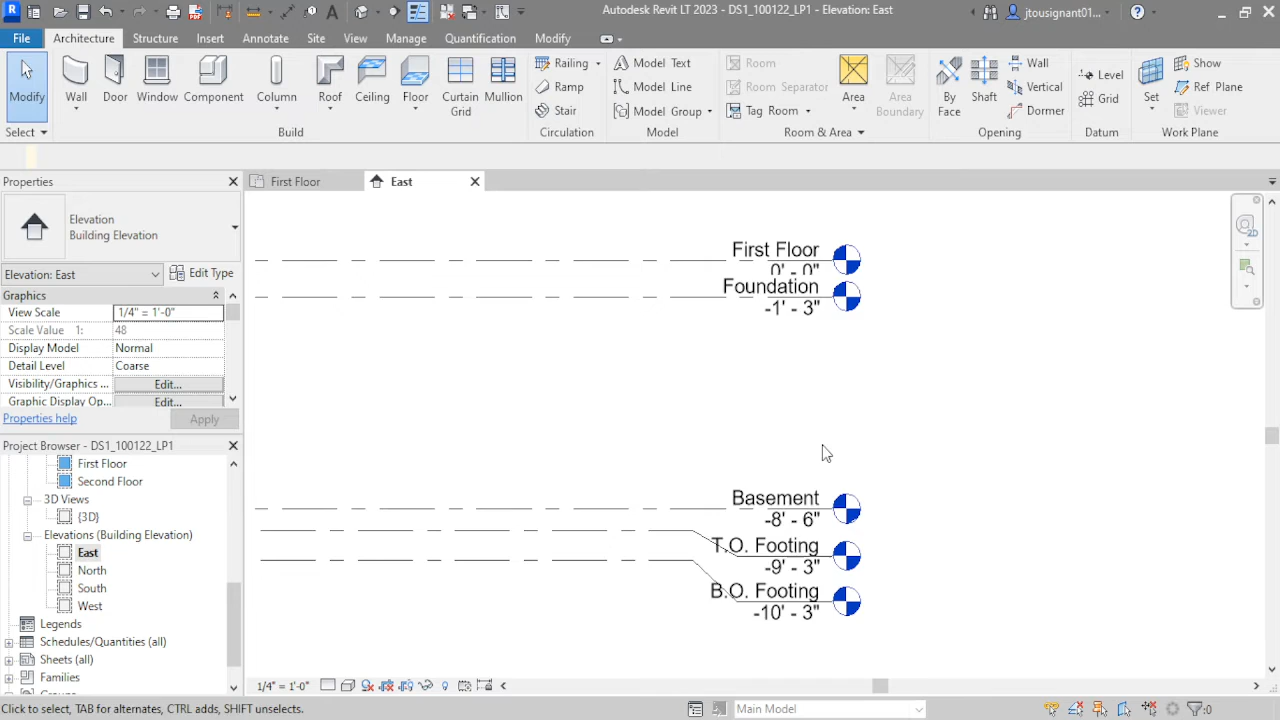 Autodesk Revit LT 2023 - DS1_100122_LP1 - Elevation: East
jtousignant01...
File Architecture Structure Insert Annotate Site View Manage Quantification Modify
Modify
Wall
Door
Window
Component
Column
Roof
Ceiling
Floor
Curtain
Grid
Mullion
Railing
Ramp
Stair
Model Text
Model Line
Model Group
Room
Room Separator
Tag Room
Area
Area
Boundary
By
Face
Shaft
Wall
Vertical
Dormer
Level
Grid
Set
Show
Ref Plane
Viewer
Select
Build
Circulation
Model
Room & Area
Opening
Datum
Work Plane
Properties
First Floor
East
Elevation
Building Elevation
Elevation: East
Edit Type
Graphics
View Scale 1/4" = 1'-0"
Scale Value 1: 48
Display Model Normal
Detail Level Coarse
Visibility/Graphics ... Edit...
Graphic Display Op... Edit...
Properties help
Apply
Project Browser - DS1_100122_LP1
First Floor
Second Floor
3D Views
{3D}
Elevations (Building Elevation)
East
North
South
West
Legends
Schedules/Quantities (all)
Sheets (all)
Families
Groups
First Floor
0' - 0"
Foundation
-1' - 3"
Basement
-8' - 6"
T.O. Footing
-9' - 3"
B.O. Footing
-10' - 3"
2D
1/4" = 1'-0"
Click to select, TAB for alternates, CTRL adds, SHIFT unselects.
Main Model
:0